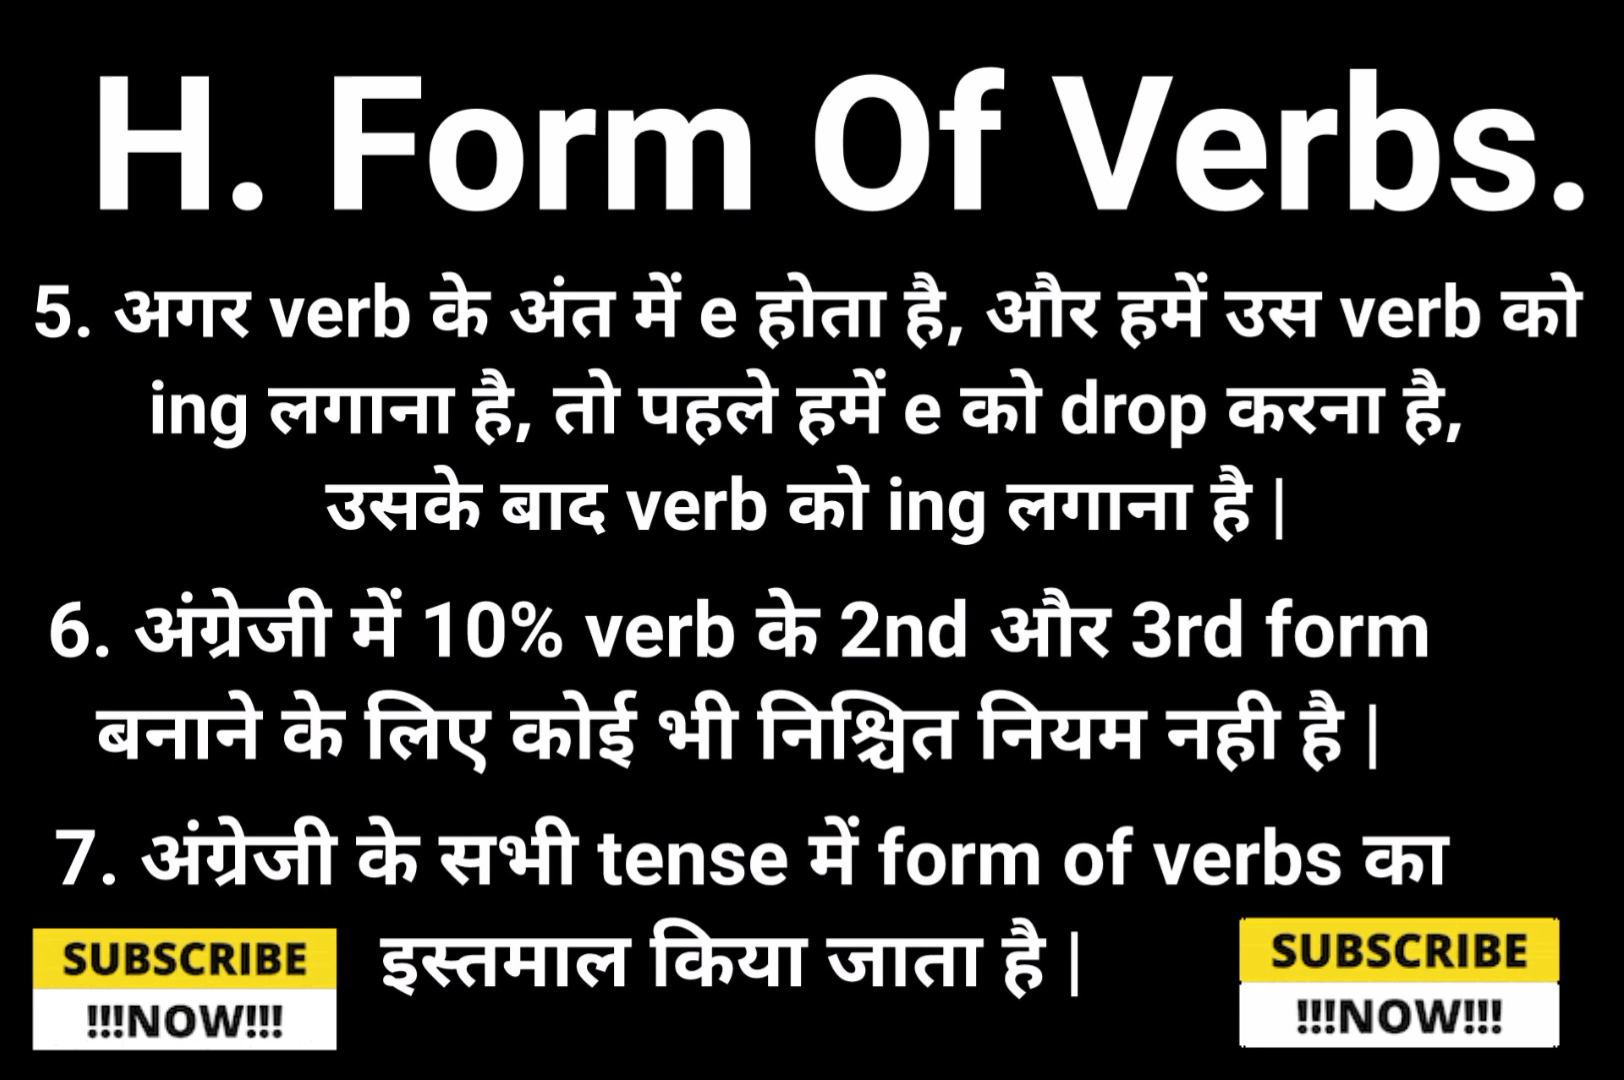 H. Form Of Verbs.
5. अगर verb के अंत में e होता है, और हमें उस verb को
ing लगाना है, तो पहले हमें e को drop करना है,
उसके बाद verb को ing लगाना है |
6. अंग्रेजी में 10% verb के 2nd और 3rd form
बनाने के लिए कोई भी निश्चित नियम नही है |
7. अंग्रेजी के सभी tense में form of verbs का
इस्तमाल किया जाता है |
SUBSCRIBE
!!!NOW!!!
SUBSCRIBE
!!!NOW!!!